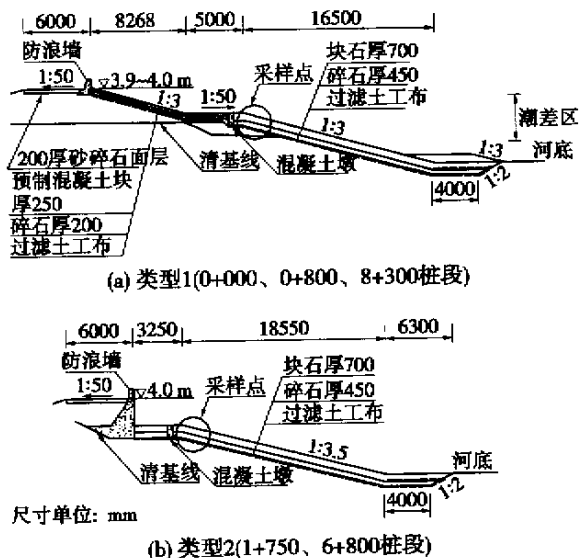 6000 8268 5000 16500
防浪墙
1:50
▽3.9~4.0 m
1:3
1:50
采样点
块石厚700
碎石厚450
过滤土工布
1:3
潮差区
河底
1:3
1:2
4000
200厚砂碎石面层
预制混凝土块
厚250
碎石厚200
过滤土工布
清基线
混凝土墩
(a) 类型1(0+000、0+800、8+300桩段)
6000 3250 18550 6300
防浪墙
1:50
▽4.0 m
采样点
块石厚700
碎石厚450
过滤土工布
1:3.5
河底
1:2
4000
清基线
混凝土墩
尺寸单位: mm
(b) 类型2(1+750、6+800桩段)